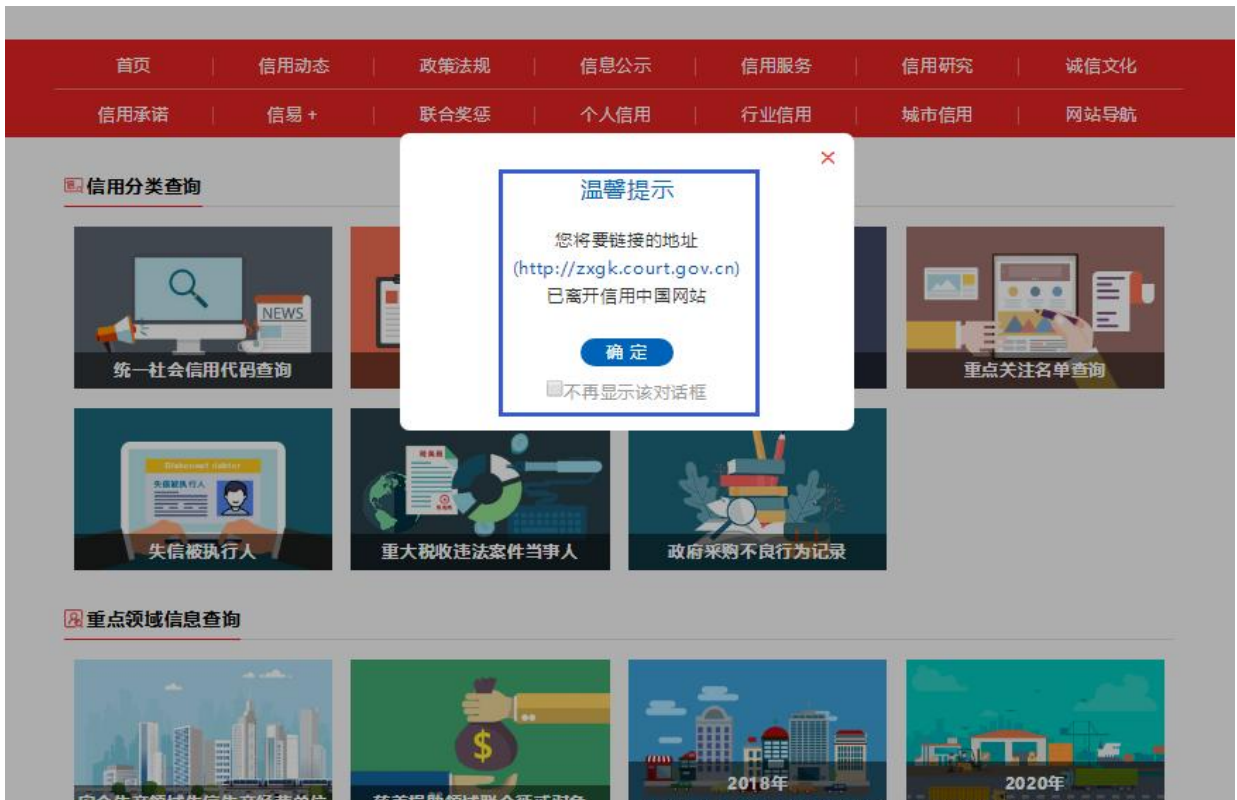 首页
信用动态
政策法规
信息公示
信用服务
信用研究
诚信文化
信用承诺
信易 +
联合奖惩
个人信用
行业信用
城市信用
网站导航
信用分类查询
温馨提示
您将要链接的地址
(http://zxgk.court.gov.cn)
已离开信用中国网站
确 定
不再显示该对话框
NEWS
统一社会信用代码查询
重点关注名单查询
Dishonest debtor
失信被执行人
失信被执行人
重大税收违法案件当事人
政府采购不良行为记录
重点领域信息查询
2018年
2020年